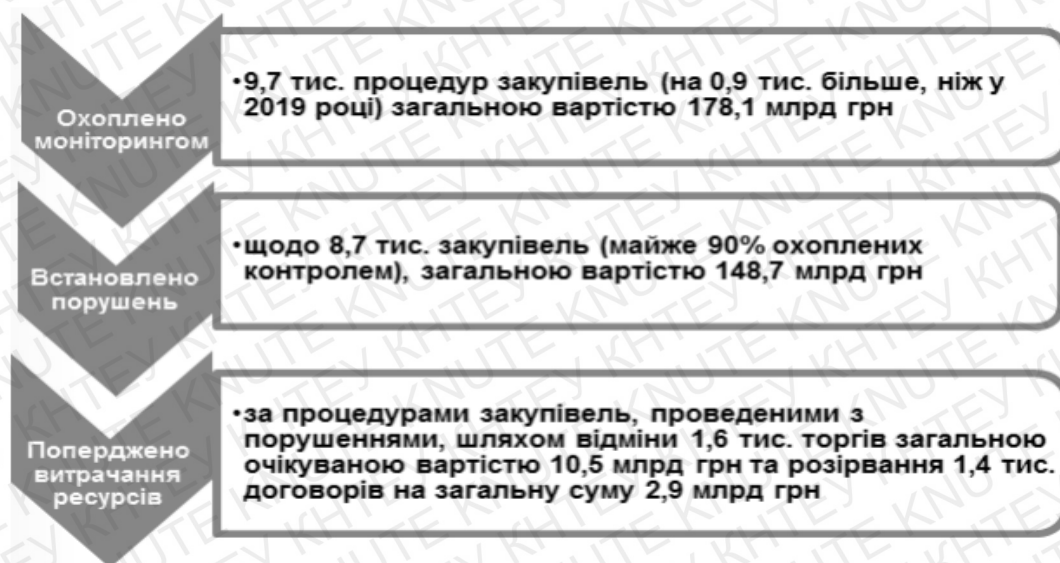 Охоплено
моніторингом
•9,7 тис. процедур закупівель (на 0,9 тис. більше, ніж у
2019 році) загальною вартістю 178,1 млрд грн
Встановлено
порушень
•щодо 8,7 тис. закупівель (майже 90% охоплених
контролем), загальною вартістю 148,7 млрд грн
Поперджено
витрачання
ресурсів
•за процедурами закупівель, проведеними з
порушеннями, шляхом відміни 1,6 тис. торгів загальною
очікуваною вартістю 10,5 млрд грн та розірвання 1,4 тис.
договорів на загальну суму 2,9 млрд грн